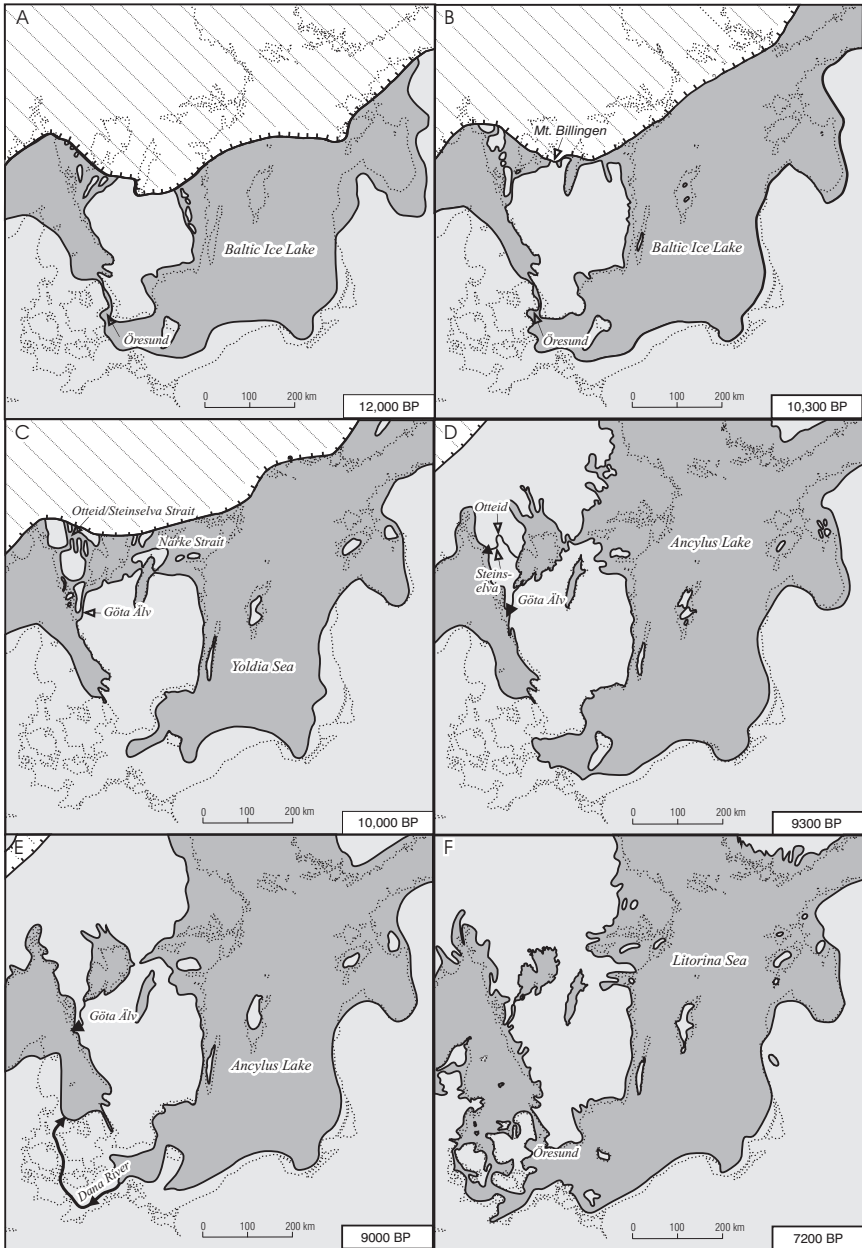 A
Baltic Ice Lake
Öresund
0 100 200 km
12,000 BP
B
Mt. Billingen
Baltic Ice Lake
Öresund
0 100 200 km
10,300 BP
C
Otteid/Steinselva Strait
Närke Strait
Göta Älv
Yoldia Sea
0 100 200 km
10,000 BP
D
Otteid
Ancylus Lake
Steins-
elva
Göta Älv
0 100 200 km
9300 BP
E
Göta Älv
Ancylus Lake
Dana River
0 100 200 km
9000 BP
F
Litorina Sea
Öresund
0 100 200 km
7200 BP